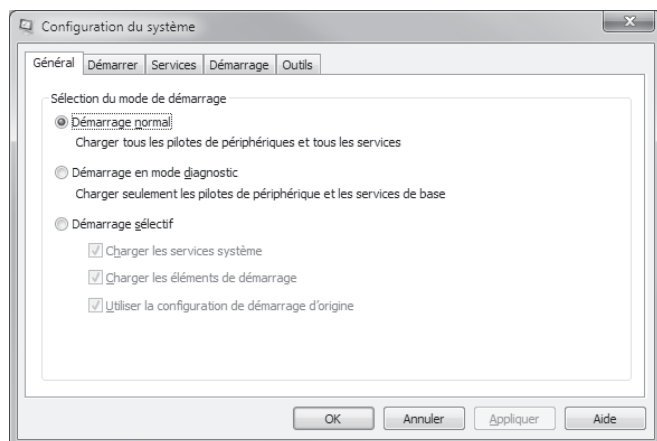 Configuration du système
Général Démarrer Services Démarrage Outils
Sélection du mode de démarrage
Démarrage normal
Charger tous les pilotes de périphériques et tous les services
Démarrage en mode diagnostic
Charger seulement les pilotes de périphérique et les services de base
Démarrage sélectif
Charger les services système
Charger les éléments de démarrage
Utiliser la configuration de démarrage d'origine
OK Annuler Appliquer Aide